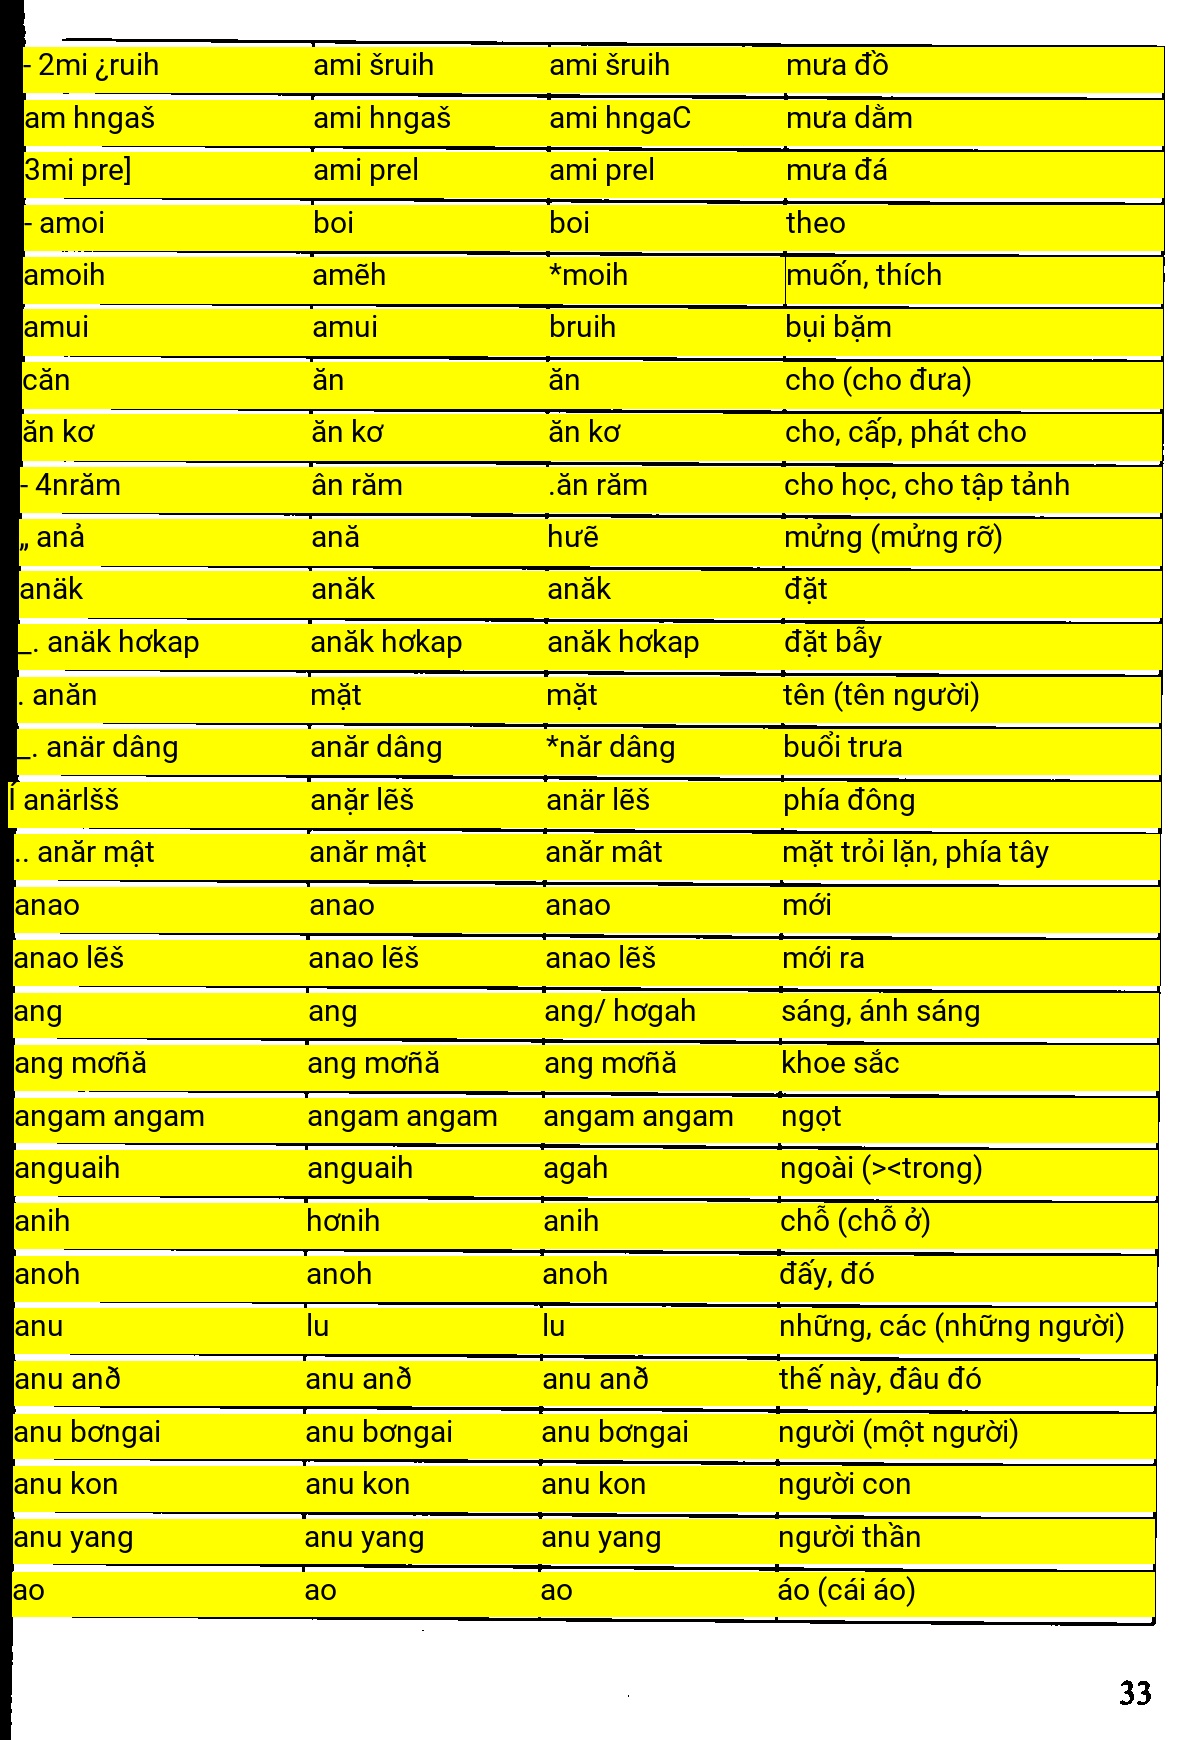 - 2mi ¿ruih ami šruih ami šruih mưa đồ
am hngaš ami hngaš ami hngaC mưa dằm
3mi pre] ami prel ami prel mưa đá
- amoi boi boi theo
amoih amẽh *moih muốn, thích
amui amui bruih bụi bặm
căn ăn ăn cho (cho đưa)
ăn kơ ăn kơ ăn kơ cho, cấp, phát cho
- 4nrăm ân răm .ăn răm cho học, cho tập tảnh
„ anả ană hưẽ mửng (mửng rỡ)
anäk anăk anăk đặt
_. anäk hơkap anăk hơkap anăk hơkap đặt bẫy
. anăn mặt mặt tên (tên người)
_. anär dâng anăr dâng *năr dâng buổi trưa
Í anärlšš anặr lẽš anär lẽš phía đông
.. anăr mật anăr mật anăr mât mặt trỏi lặn, phía tây
anao anao anao mới
anao lẽš anao lẽš anao lẽš mới ra
ang ang ang/ hơgah sáng, ánh sáng
ang mơñă ang mơñă ang mơñă khoe sắc
angam angam angam angam angam angam ngọt
anguaih anguaih agah ngoài (><trong)
anih hơnih anih chỗ (chỗ ở)
anoh anoh anoh đấy, đó
anu lu lu những, các (những người)
anu anð anu anð anu anð thế này, đâu đó
anu bơngai anu bơngai anu bơngai người (một người)
anu kon anu kon anu kon người con
anu yang anu yang anu yang người thần
ao ao ao áo (cái áo)
33